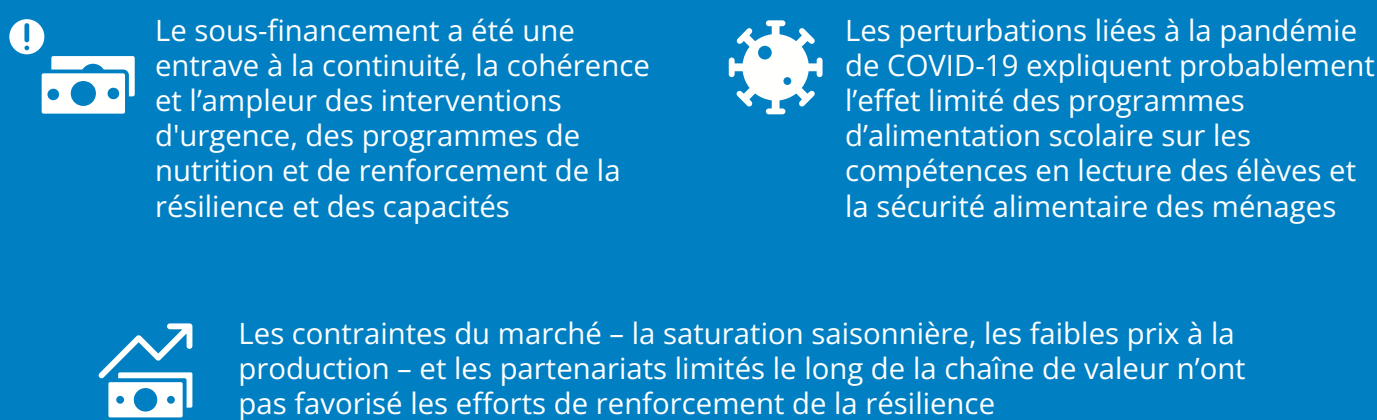 Le sous-financement a été une
entrave à la continuité, la cohérence
et l’ampleur des interventions
d'urgence, des programmes de
nutrition et de renforcement de la
résilience et des capacités
Les perturbations liées à la pandémie
de COVID-19 expliquent probablement
l’effet limité des programmes
d’alimentation scolaire sur les
compétences en lecture des élèves et
la sécurité alimentaire des ménages
Les contraintes du marché – la saturation saisonnière, les faibles prix à la
production – et les partenariats limités le long de la chaîne de valeur n’ont
pas favorisé les efforts de renforcement de la résilience